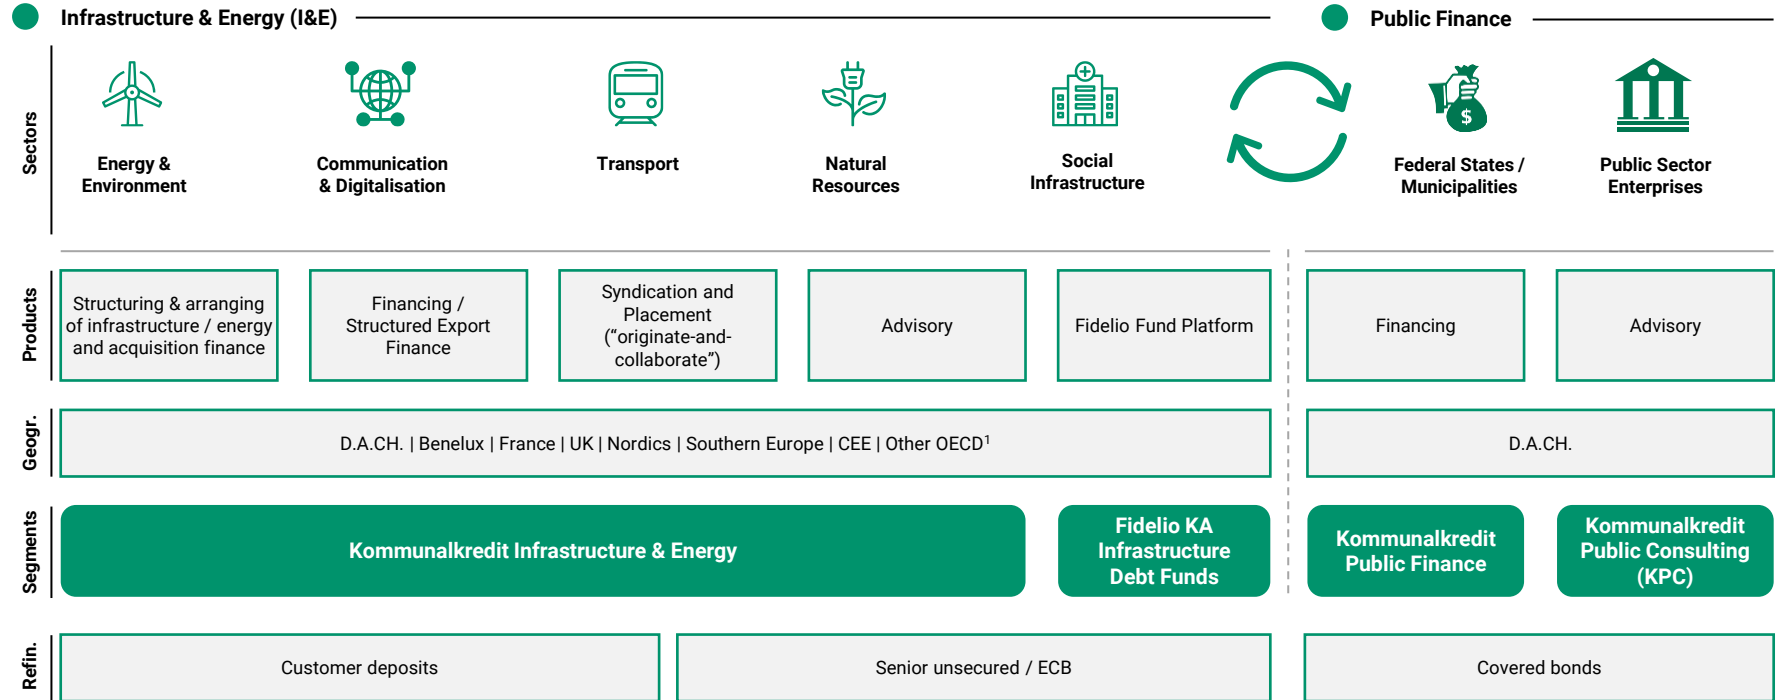 Infrastructure & Energy (I&E)
Public Finance
Sectors
Energy &
Environment
Communication
& Digitalisation
Transport
Natural
Resources
Social
Infrastructure
$
Federal States /
Municipalities
Public Sector
Enterprises
Products
Structuring & arranging
of infrastructure / energy
and acquisition finance
Financing /
Structured Export
Finance
Syndication and
Placement
(“originate-and-
collaborate”)
Advisory
Fidelio Fund Platform
Financing
Advisory
Geogr.
D.A.CH. | Benelux | France | UK | Nordics | Southern Europe | CEE | Other OECD¹
D.A.CH.
Segments
Kommunalkredit Infrastructure & Energy
Fidelio KA
Infrastructure
Debt Funds
Kommunalkredit
Public Finance
Kommunalkredit
Public Consulting
(KPC)
Refin.
Customer deposits
Senior unsecured / ECB
Covered bonds